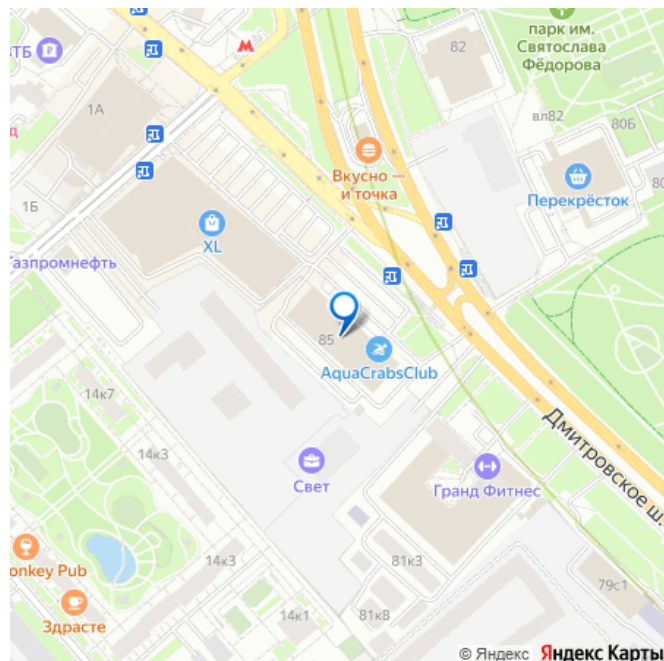 ВТБ
М
82
парк им.
Святослава
Фёдорова
1А
вл82
80Б
Вкусно —
и точка
Перекрёсток
1Б
XL
Газпромнефть
85
AquaCrabsClub
14к7
14к3
Свет
Гранд Фитнес
Дмитровское ш.
14к3
81к3
onkey Pub
79с1
Здрасте
14к1
81к8
© Яндекс Яндекс Карты